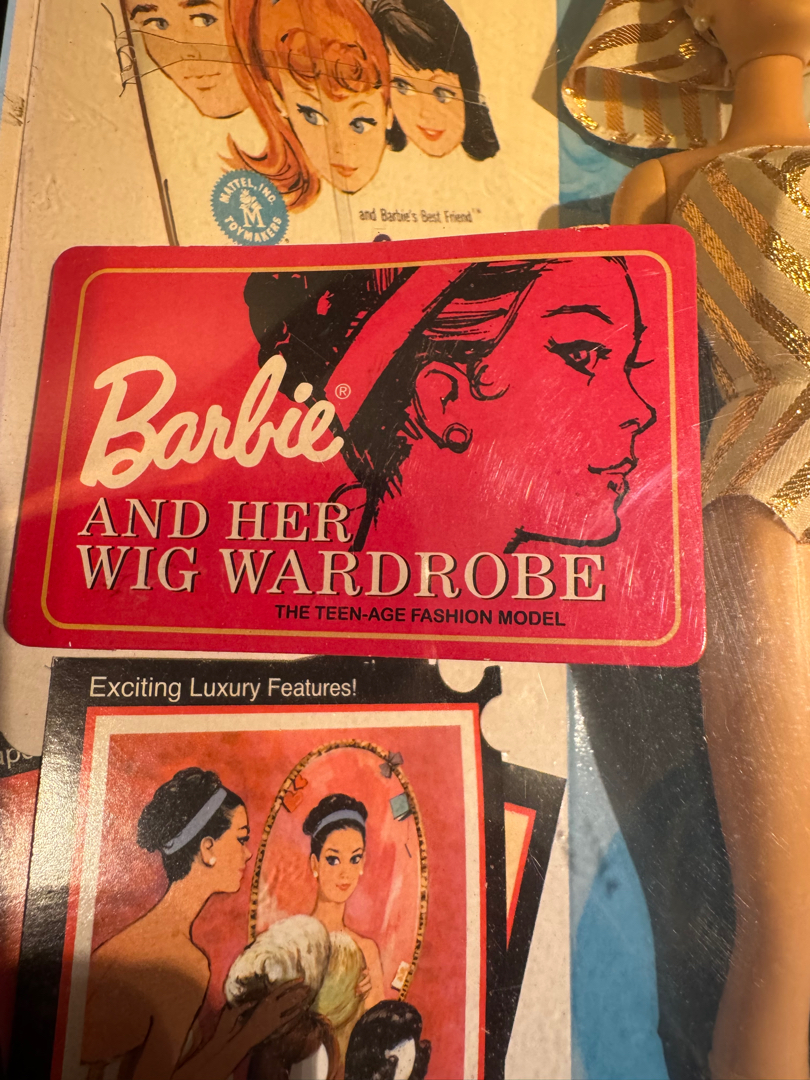 MATTEL, INC.
M
TOYMAKERS
and Barbie's Best Friend™
Barbie®
AND HER
WIG WARDROBE
THE TEEN-AGE FASHION MODEL
Exciting Luxury Features!